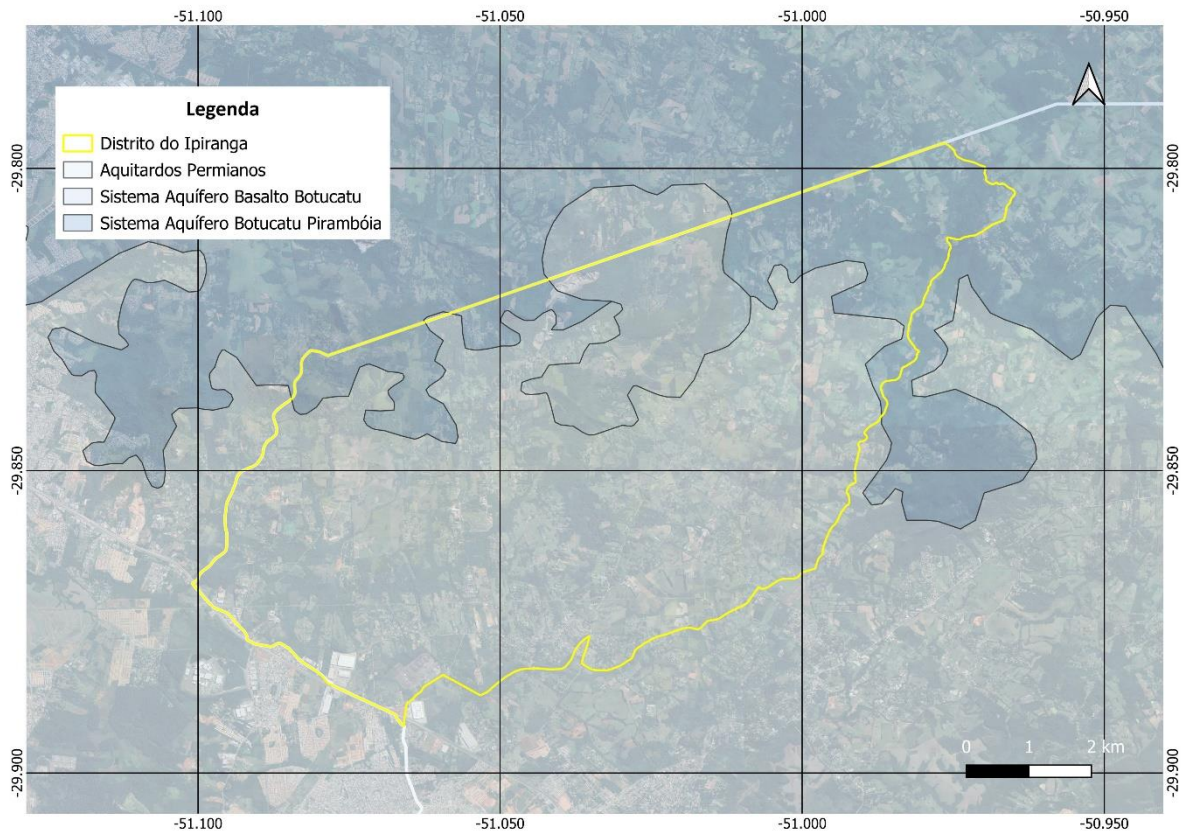 -51.100 -51.050 -51.000 -50.950
Legenda
Distrito do Ipiranga
Aquitardos Permianos
Sistema Aquífero Basalto Botucatu
Sistema Aquífero Botucatu Pirambóia
-29.800 -29.800
-29.850 -29.850
0 1 2 km
-29.900 -29.900
-51.100 -51.050 -51.000 -50.950